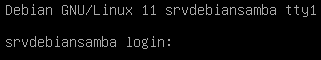 Debian GNU/Linux 11 srvdebiansamba tty1
srvdebiansamba login: